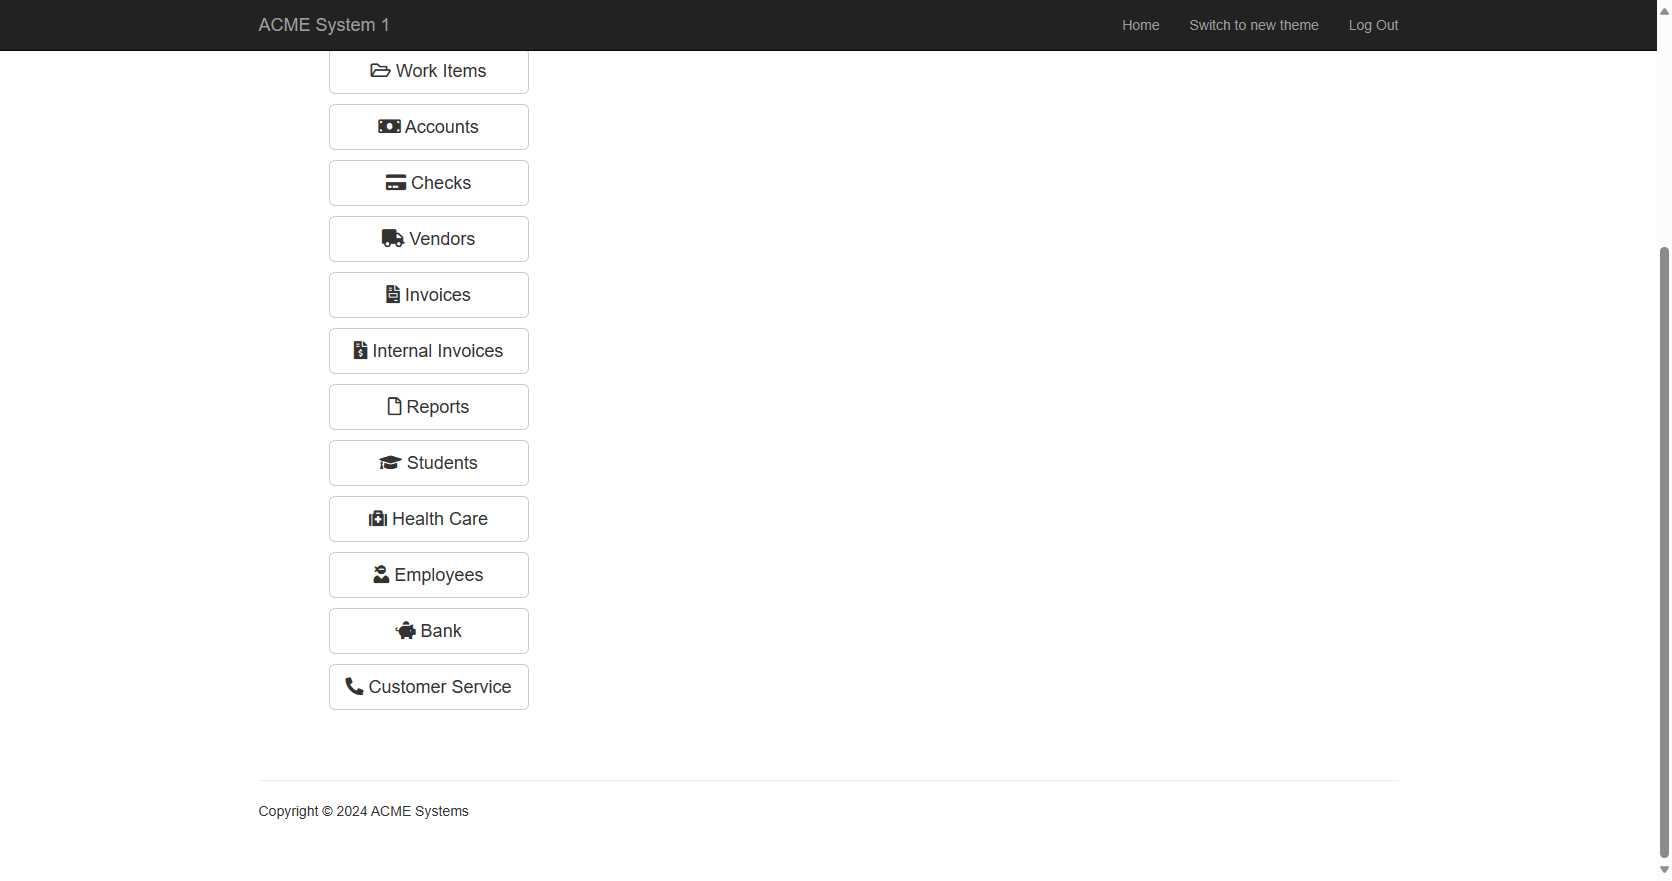 ACME System 1
Home
Switch to new theme
Log Out
Work Items
Accounts
Checks
Vendors
Invoices
Internal Invoices
Reports
Students
Health Care
Employees
Bank
Customer Service
Copyright © 2024 ACME Systems